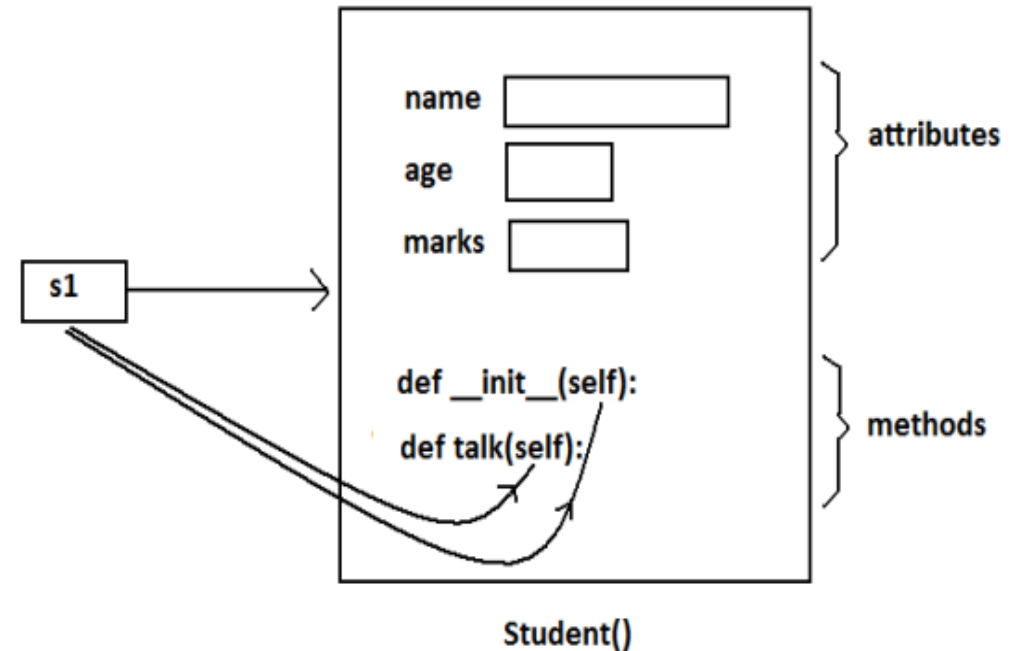 name
age
attributes
marks
s1
def __init__(self):
def talk(self):
methods
Student()